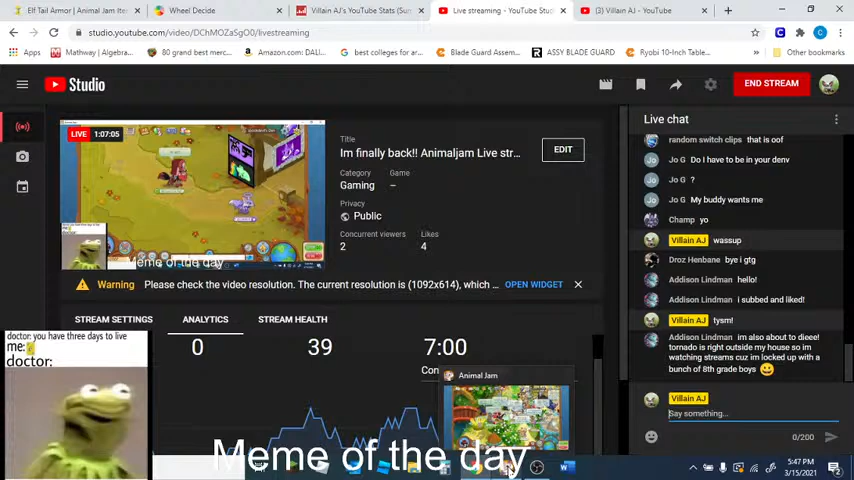 Elf Tail Armor | Animal Jam Item
Wheel Decide
Villain AJ's YouTube Stats (Sum
Live streaming - YouTube Studi
(3) Villain AJ - YouTube
studio.youtube.com/video/DChMOZaSgO0/livestreaming
Mathway | Algebra...
80 grand best merc...
Amazon.com: DALI...
best colleges for ar...
Blade Guard Assem...
ASSY BLADE GUARD
Ryobi 10-Inch Table...
Other bookmarks
Studio
END STREAM
LIVE 1:07:05
Meme of the day
Title
Im finally back!! Animaljam Live str...
EDIT
Category
Game
Gaming
–
Privacy
Public
Concurrent viewers
Likes
2
4
Warning Please check the video resolution. The current resolution is (1092x614), which ... OPEN WIDGET
STREAM SETTINGS
ANALYTICS
STREAM HEALTH
0
39
7:00
Con
Animal Jam
Live chat
random switch clips that is oof
Jo G Do I have to be in your denv
Jo G ?
Jo G My buddy wants me
Champ yo
Villain AJ wassup
Droz Henbane bye i gtg
Addison Lindman hello!
Addison Lindman i subbed and liked!
Villain AJ tysm!
Addison Lindman im also about to dieee!
tornado is right outside my house so im
watching streams cuz im locked up with a
bunch of 8th grade boys
Villain AJ
Say something...
0/200
doctor: you have three days to live
me:
doctor:
Meme of the day
5:47 PM
3/15/2021